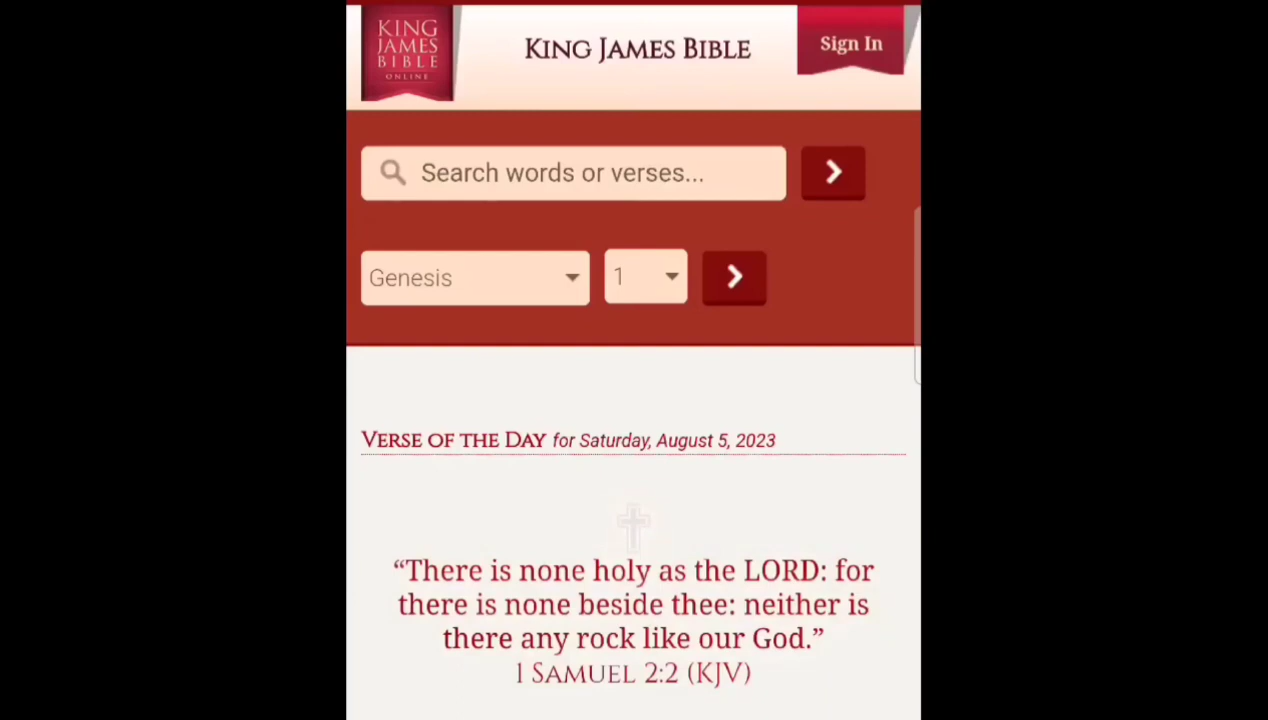 KING
JAMES
BIBLE
ONLINE
KING JAMES BIBLE
Sign In
Search words or verses...
Genesis
1
VERSE OF THE DAY for Saturday, August 5, 2023
“There is none holy as the LORD: for
there is none beside thee: neither is
there any rock like our God.”
1 SAMUEL 2:2 (KJV)